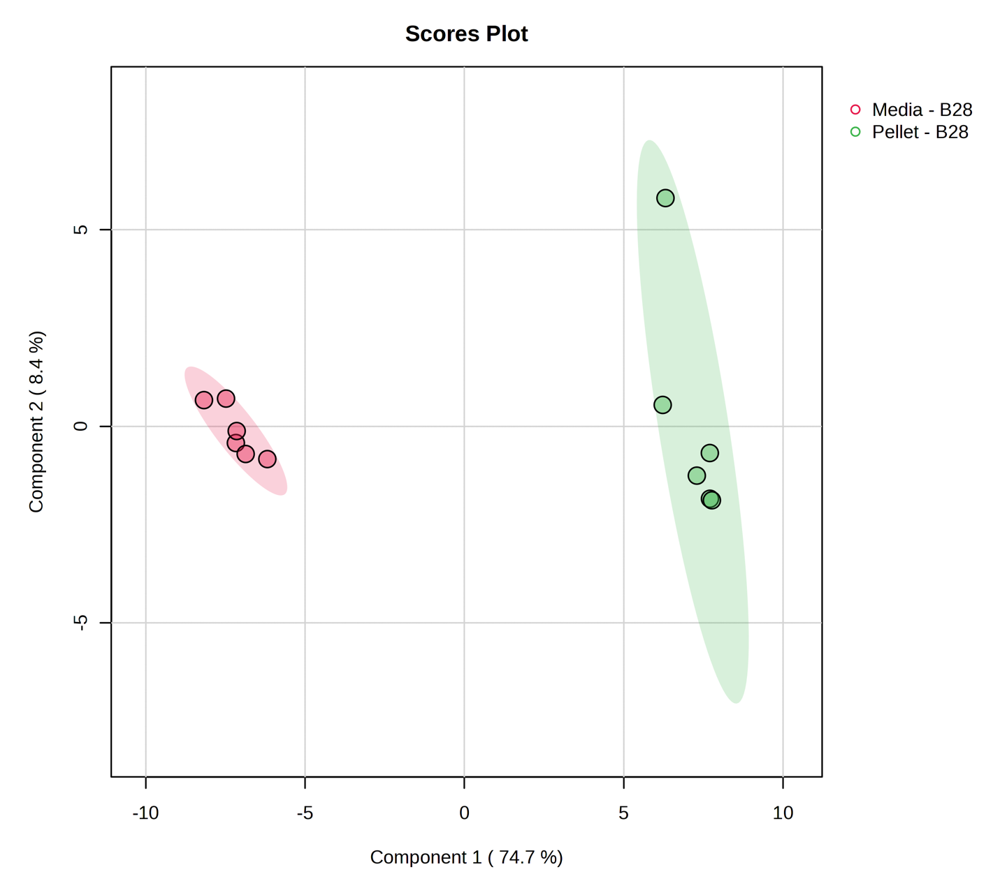 Scores Plot
Media - B28
Pellet - B28
Component 2 ( 8.4 %)
5
0
-5
-10
-5
0
5
10
Component 1 ( 74.7 %)